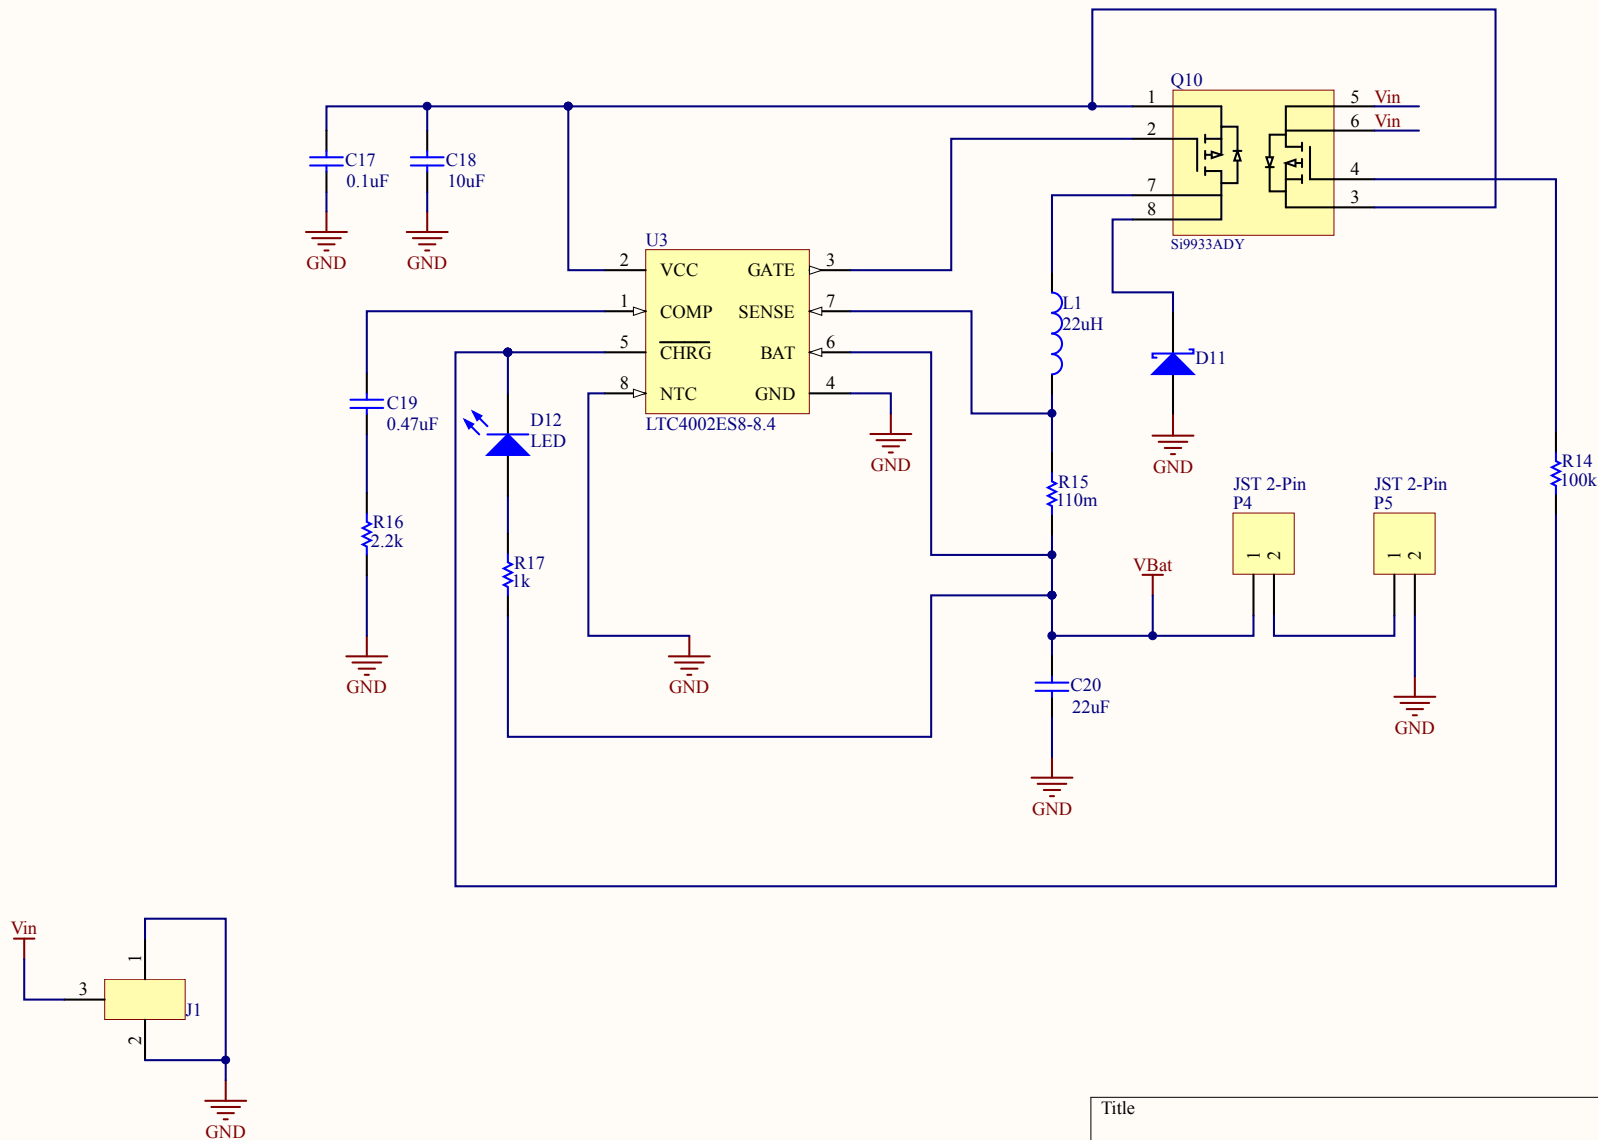 Q10
1
2
7
8
5
Vin
6
Vin
4
3
Si9933ADY
C17
0.1uF
GND
C18
10uF
GND
U3
2
VCC
GATE
3
1
COMP
SENSE
7
5
CHRG
BAT
6
8
NTC
GND
4
LTC4002ES8-8.4
GND
L1
22uH
D11
GND
C19
0.47uF
D12
LED
R16
2.2k
GND
R17
1k
GND
R15
110m
VBat
JST 2-Pin
P4
1
2
JST 2-Pin
P5
1
2
GND
R14
100k
C20
22uF
GND
Vin
1
3
J1
2
GND
Title